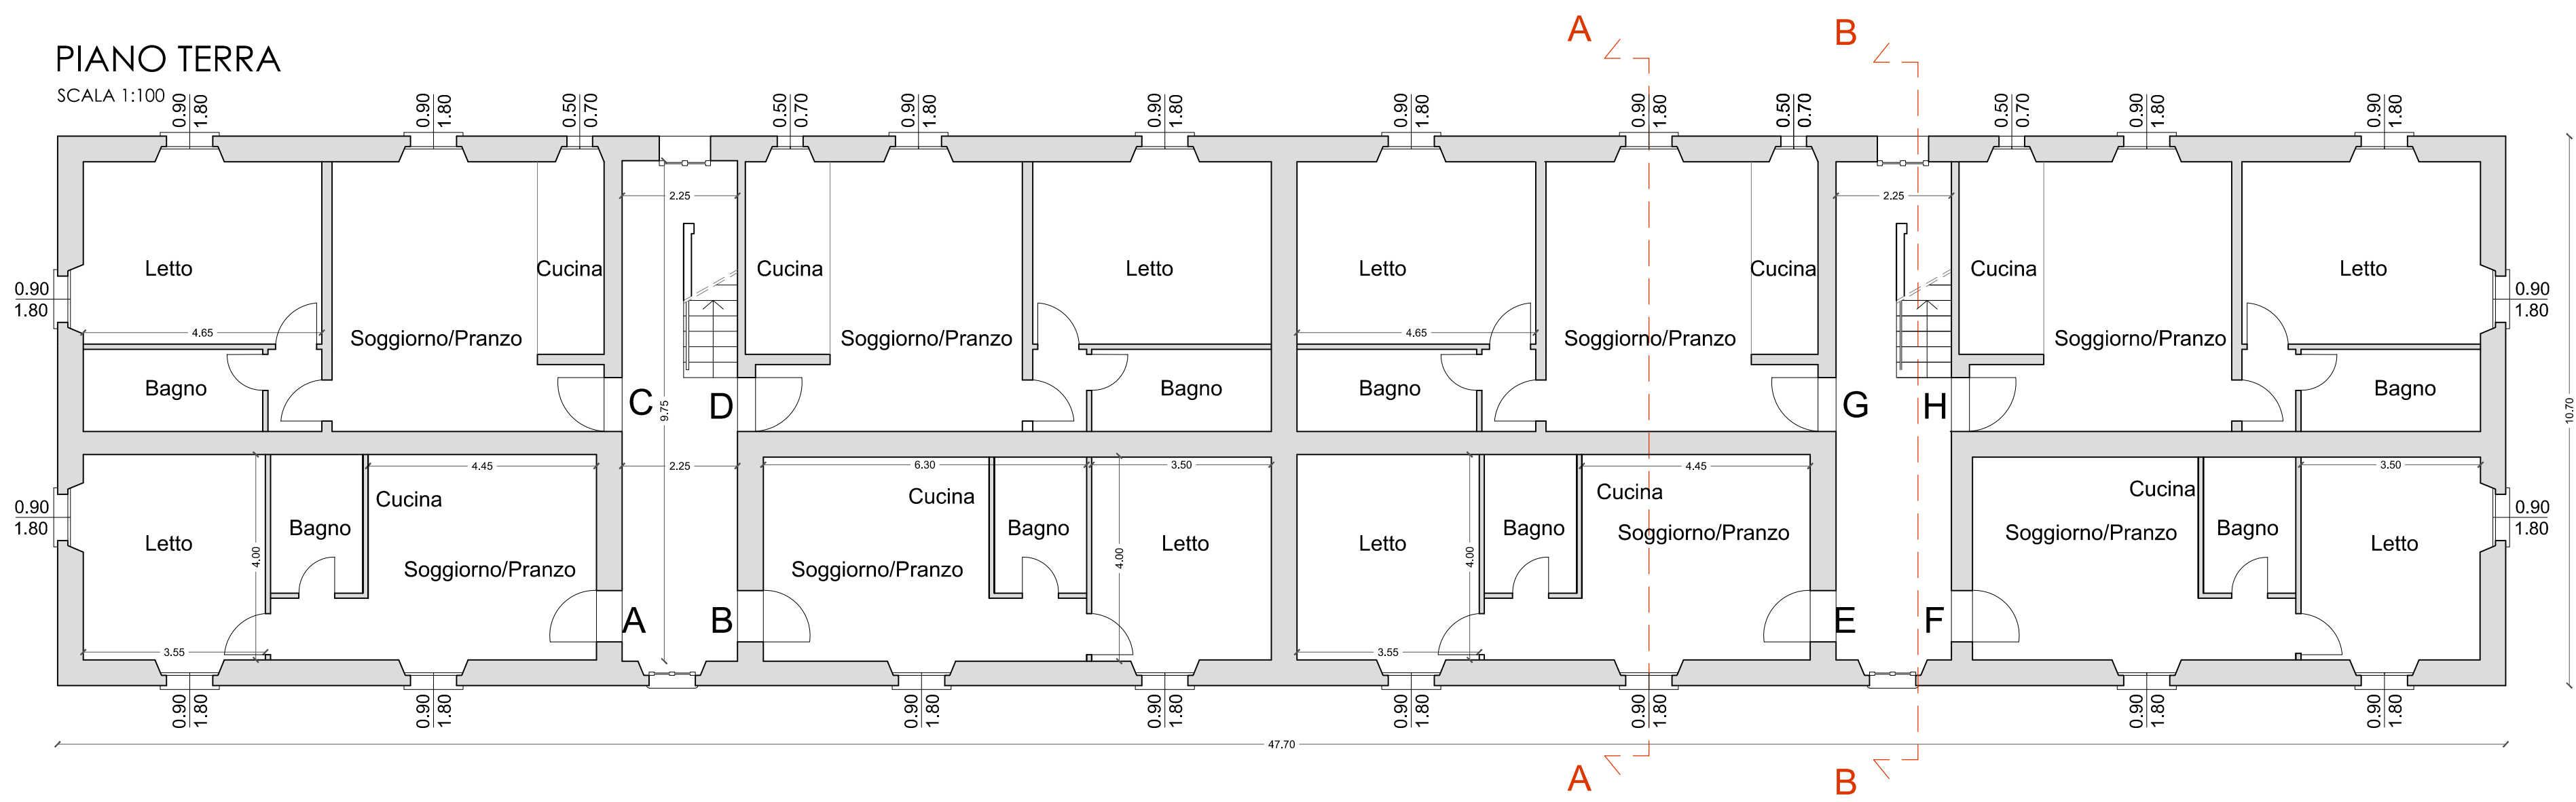 A
B
PIANO TERRA
SCALA 1:100
0.90 1.80
0.90 1.80
0.50 0.70
0.50 0.70
0.90 1.80
0.90 1.80
0.90 1.80
0.90 1.80
0.50 0.70
0.50 0.70
0.90 1.80
0.90 1.80
2.25
2.25
Letto
Cucina
Cucina
Letto
Letto
Cucina
Cucina
Letto
0.90
1.80
0.90
1.80
4.65
Soggiorno/Pranzo
Soggiorno/Pranzo
4.65
Soggiorno/Pranzo
Soggiorno/Pranzo
Bagno
Bagno
Bagno
Bagno
C
9.75
D
G
H
10.70
4.45
2.25
6.30
3.50
4.45
3.50
Cucina
Cucina
Cucina
Cucina
0.90
1.80
0.90
1.80
Letto
Bagno
Bagno
Letto
Letto
Bagno
Soggiorno/Pranzo
Soggiorno/Pranzo
Bagno
Letto
4.00
Soggiorno/Pranzo
Soggiorno/Pranzo
4.00
4.00
A
B
E
F
3.55
3.55
0.90 1.80
0.90 1.80
0.90 1.80
0.90 1.80
0.90 1.80
0.90 1.80
0.90 1.80
0.90 1.80
47.70
A
B